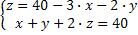 z = 40 − 3 · x − 2 · y
x + y + 2 · z = 40